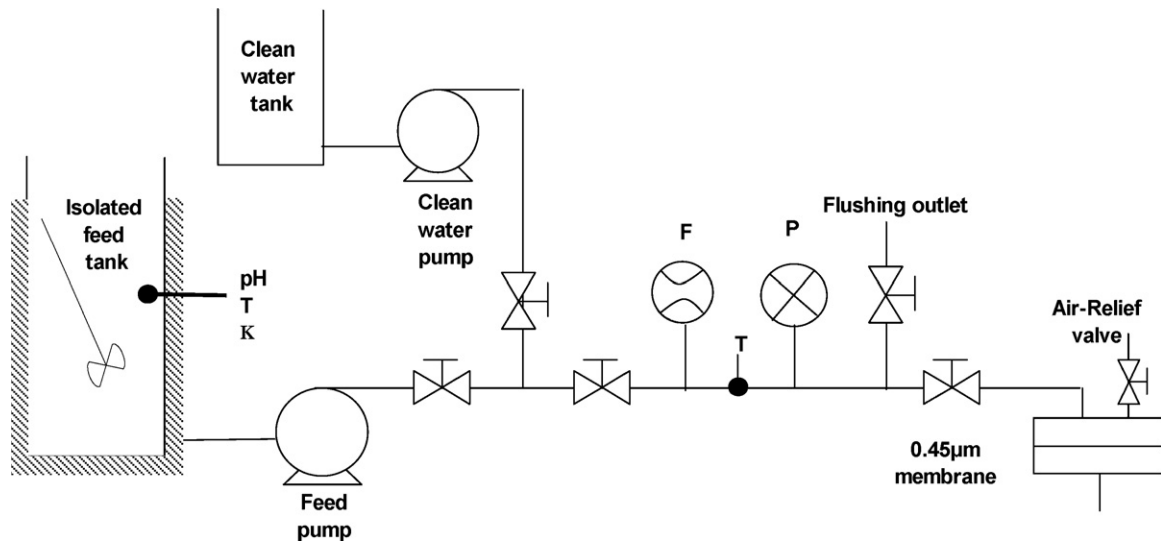 Clean
water
tank
Isolated
feed
tank
pH
T
K
Clean
water
pump
Feed
pump
F
P
T
Flushing outlet
Air-Relief
valve
0.45µm
membrane